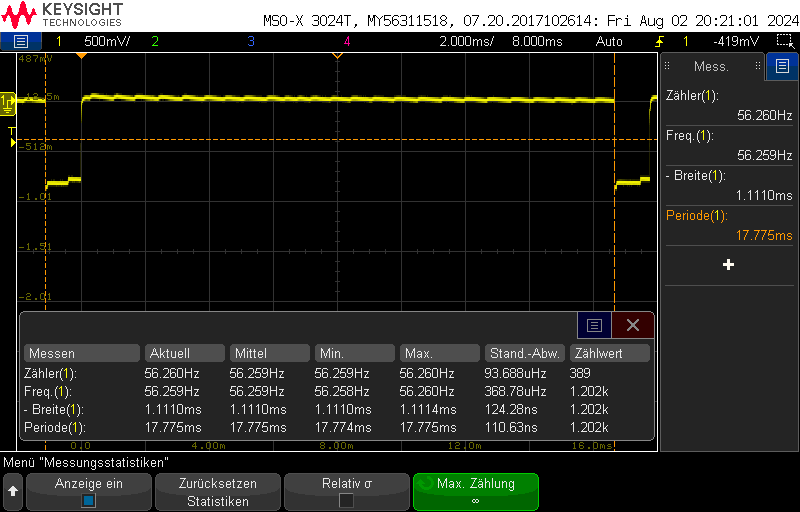 KEYSIGHT
TECHNOLOGIES
MSO-X 3024T, MY56311518, 07.20.2017102614: Fri Aug 02 20:21:01 2024
1 500mV/ 2 3 4 2.000ms/ 8.000ms Auto 1 -419mV
487mV
-512m
-1.01
-1.51
-2.01
1
T
Mess.
Zähler(1):
56.260Hz
Freq.(1):
56.259Hz
- Breite(1):
1.1110ms
Periode(1):
17.775ms
+
Messen Aktuell Mittel Min. Max. Stand.-Abw. Zählwert
Zähler(1): 56.260Hz 56.259Hz 56.259Hz 56.260Hz 93.688uHz 389
Freq.(1): 56.259Hz 56.259Hz 56.258Hz 56.260Hz 368.78uHz 1.202k
- Breite(1): 1.1110ms 1.1110ms 1.1110ms 1.1114ms 124.28ns 1.202k
Periode(1): 17.775ms 17.775ms 17.774ms 17.775ms 110.63ns 1.202k
0.0 4.00m 8.00m 12.0m 16.0ms
Menü "Messungsstatistiken"
Anzeige ein
Zurücksetzen
Statistiken
Relativ σ
Max. Zählung
∞